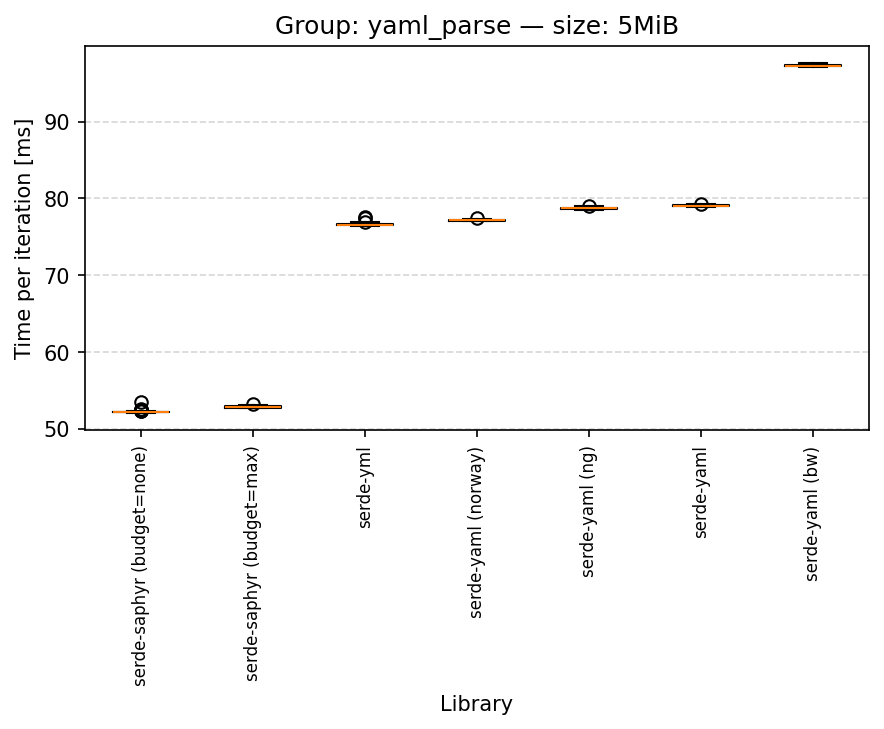 Group: yaml_parse — size: 5MiB
Time per iteration [ms]
90
80
70
60
50
serde-saphyr (budget=none)
serde-saphyr (budget=max)
serde-yml
serde-yaml (norway)
serde-yaml (ng)
serde-yaml
serde-yaml (bw)
Library